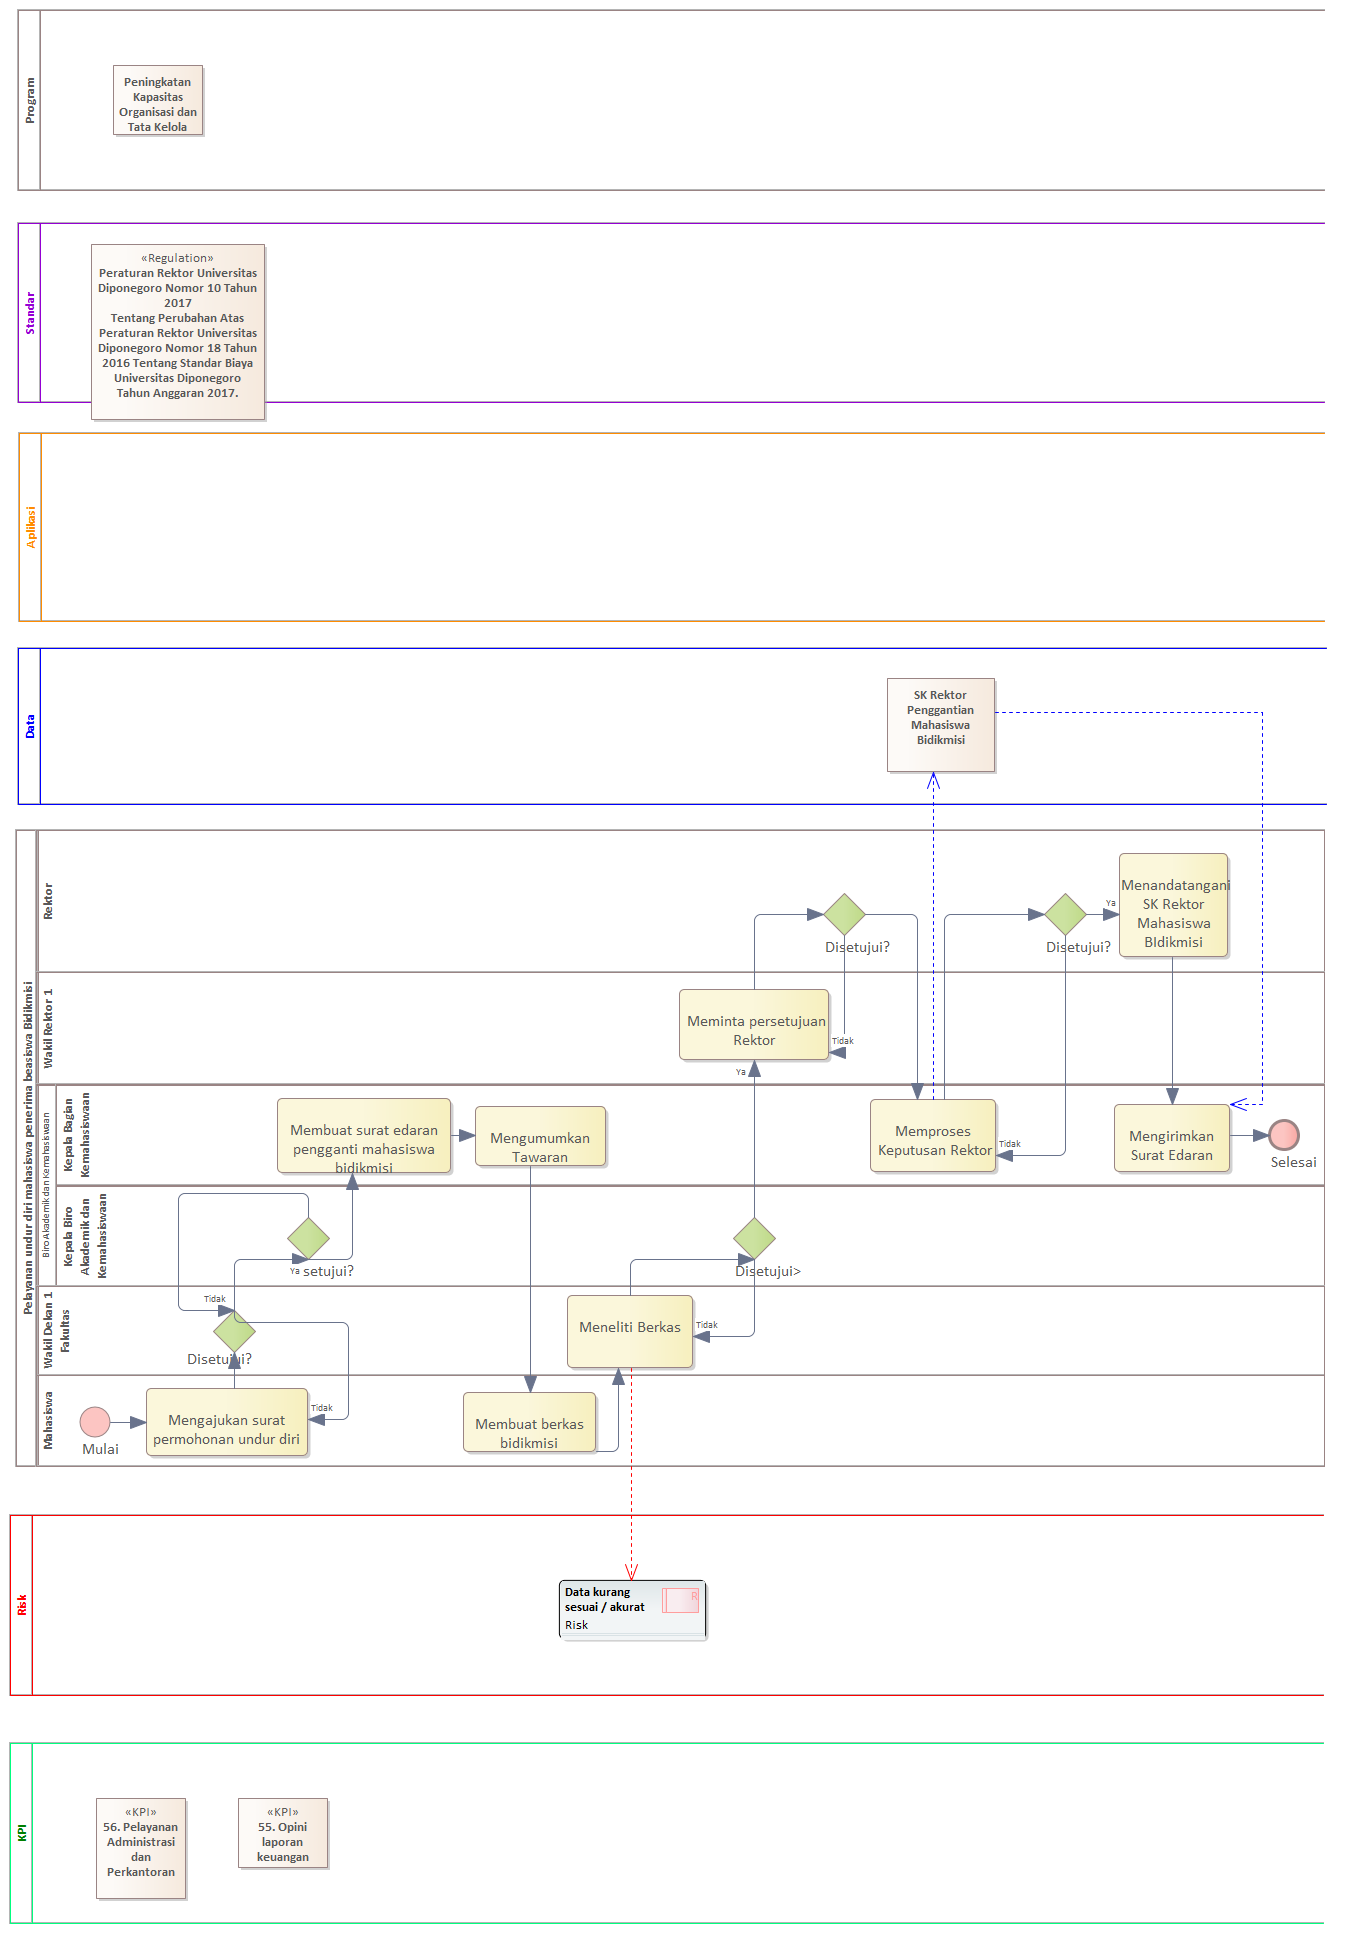 Program
Peningkatan
Kapasitas
Organisasi dan
Tata Kelola
Standar
«Regulation»
Peraturan Rektor Universitas
Diponegoro Nomor 10 Tahun
2017
Tentang Perubahan Atas
Peraturan Rektor Universitas
Diponegoro Nomor 18 Tahun
2016 Tentang Standar Biaya
Universitas Diponegoro
Tahun Anggaran 2017.
Aplikasi
Data
SK Rektor
Penggantian
Mahasiswa
Bidikmisi
Pelayanan undur diri mahasiswa penerima beasiswa Bidikmisi
Rektor
Disetujui?
Disetujui?
Ya
Menandatangani
SK Rektor
Mahasiswa
BIdikmisi
Wakil Rektor 1
Meminta persetujuan
Rektor
Tidak
Ya
Biro Akademik dan Kemahasiswaan
Kepala Bagian
Kemahasiswaan
Membuat surat edaran
pengganti mahasiswa
bidikmisi
Mengumumkan
Tawaran
Memproses
Keputusan Rektor
Tidak
Mengirimkan
Surat Edaran
Selesai
Kepala Biro
Akademik dan
Kemahasiswaan
Ya
setujui?
Disetujui>
Wakil Dekan 1
Fakultas
Tidak
Disetujui?
Meneliti Berkas
Tidak
Mahasiswa
Mulai
Mengajukan surat
permohonan undur diri
Tidak
Membuat berkas
bidikmisi
Risk
Data kurang
sesuai / akurat
R
Risk
KPI
«KPI»
56. Pelayanan
Administrasi
dan
Perkantoran
«KPI»
55. Opini
laporan
keuangan